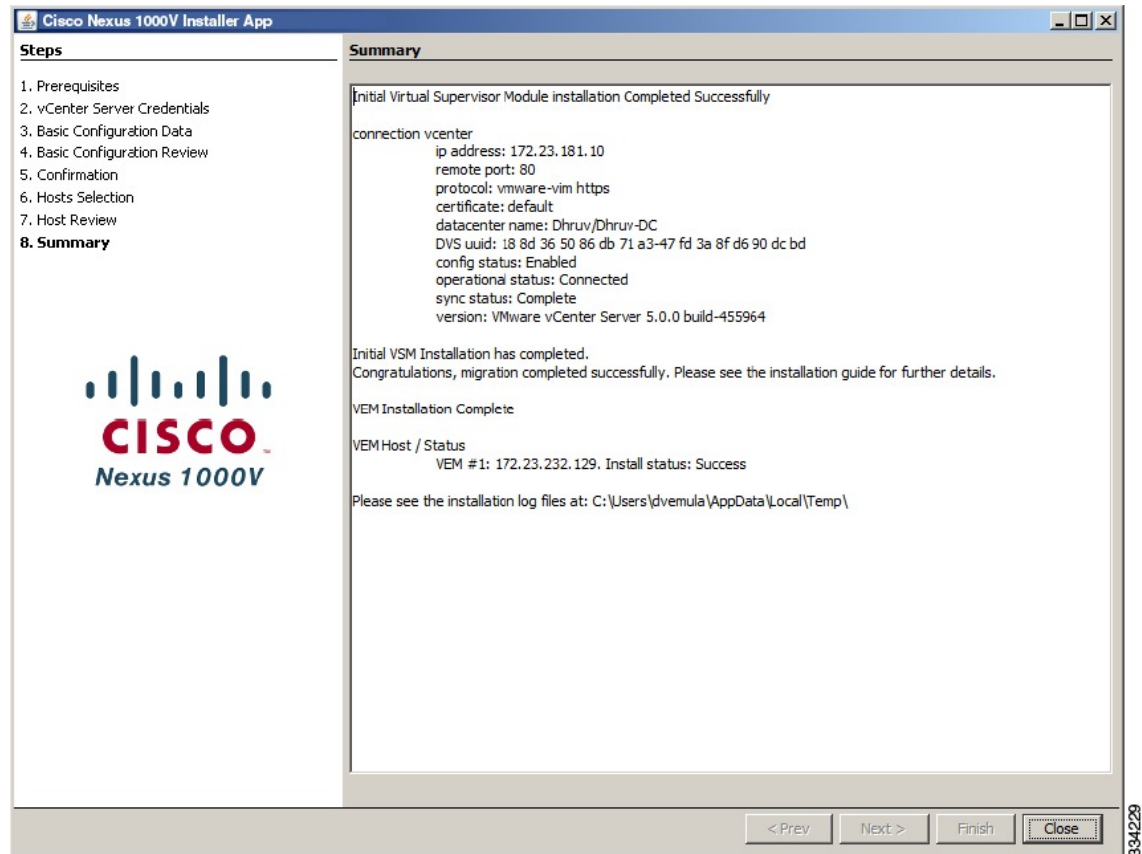 Cisco Nexus 1000V Installer App
Steps
1. Prerequisites
2. vCenter Server Credentials
3. Basic Configuration Data
4. Basic Configuration Review
5. Confirmation
6. Hosts Selection
7. Host Review
8. Summary
CISCO
Nexus 1000V
Summary
Initial Virtual Supervisor Module installation Completed Successfully
connection vcenter
ip address: 172.23.181.10
remote port: 80
protocol: vmware-vim https
certificate: default
datacenter name: Dhruv/Dhruv-DC
DVS uuid: 18 8d 36 50 86 db 71 a3-47 fd 3a 8f d6 90 dc bd
config status: Enabled
operational status: Connected
sync status: Complete
version: VMware vCenter Server 5.0.0 build-455964
Initial VSM Installation has completed.
Congratulations, migration completed successfully. Please see the installation guide for further details.
VEM Installation Complete
VEM Host / Status
VEM #1: 172.23.232.129. Install status: Success
Please see the installation log files at: C:\Users\dvemula\AppData\Local\Temp\
< Prev
Next >
Finish
Close
334229